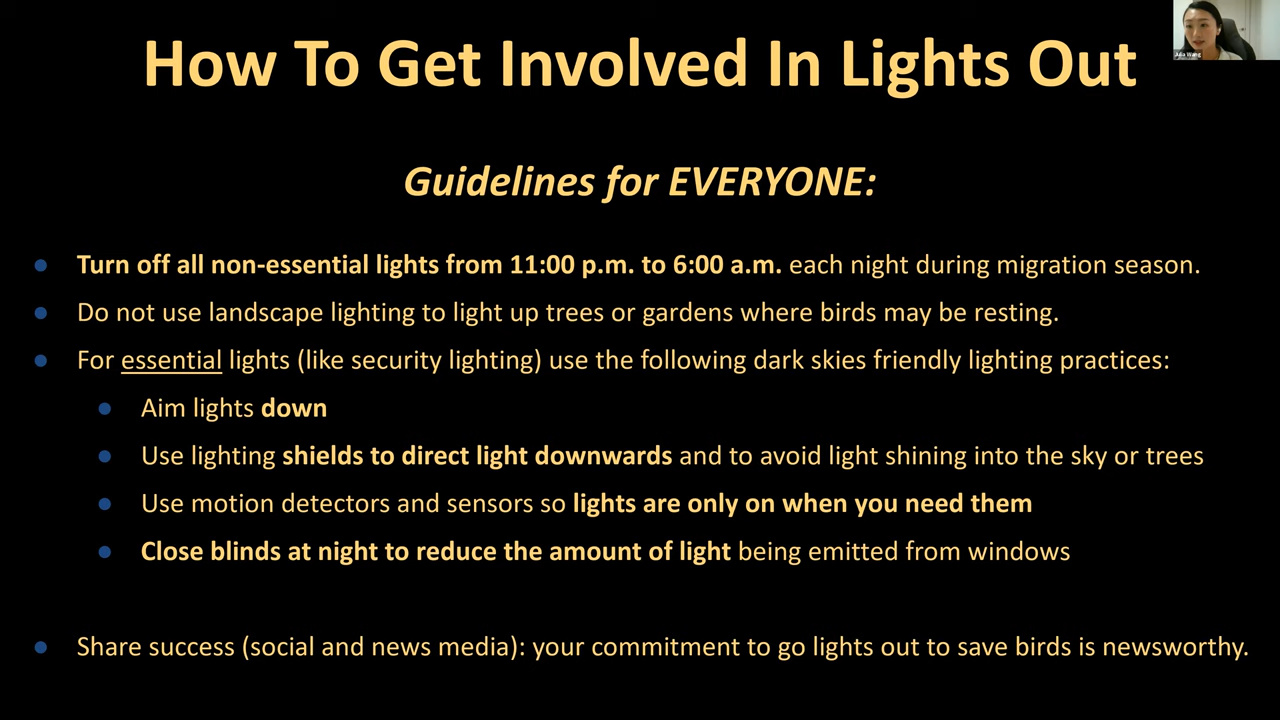 How To Get Involved In Lights Out
Julia Wang
Guidelines for EVERYONE:
● Turn off all non-essential lights from 11:00 p.m. to 6:00 a.m. each night during migration season.
● Do not use landscape lighting to light up trees or gardens where birds may be resting.
● For essential lights (like security lighting) use the following dark skies friendly lighting practices:
● Aim lights down
● Use lighting shields to direct light downwards and to avoid light shining into the sky or trees
● Use motion detectors and sensors so lights are only on when you need them
● Close blinds at night to reduce the amount of light being emitted from windows
● Share success (social and news media): your commitment to go lights out to save birds is newsworthy.